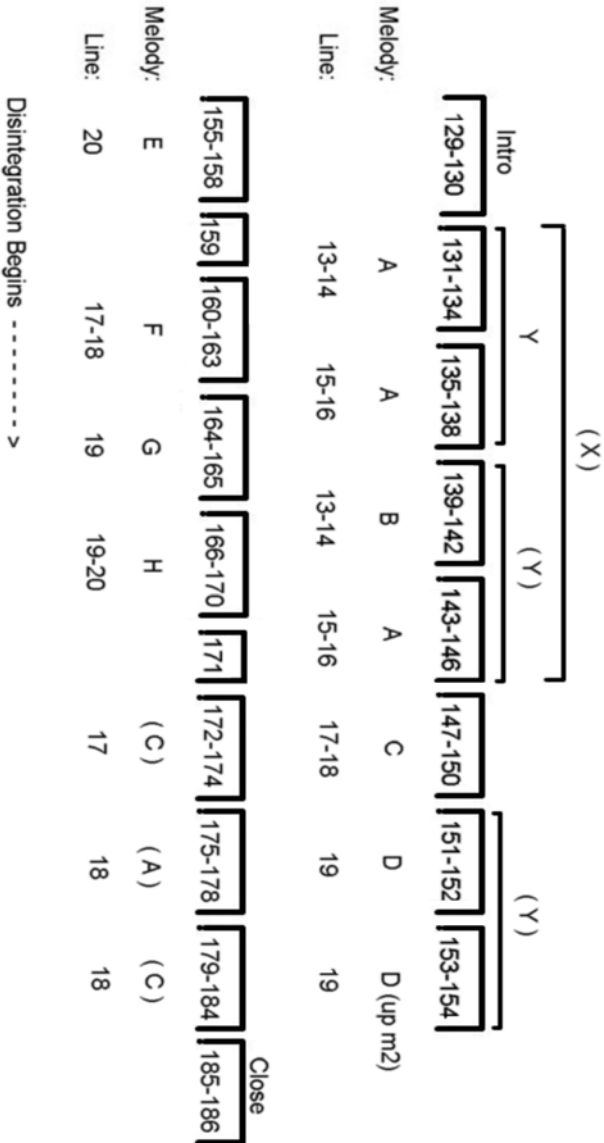 ( X )
Y ( Y ) ( Y )
Intro
129-130 131-134 135-138 139-142 143-146 147-150 151-152 153-154
Melody: A A B A C D D (up m2)
Line: 13-14 15-16 13-14 15-16 17-18 19 19
Close
155-158 159 160-163 164-165 166-170 171 172-174 175-178 179-184 185-186
Melody: E F G H ( C ) ( A ) ( C )
Line: 20 17-18 19 19-20 17 18 18
Disintegration Begins - - - - - - - - >